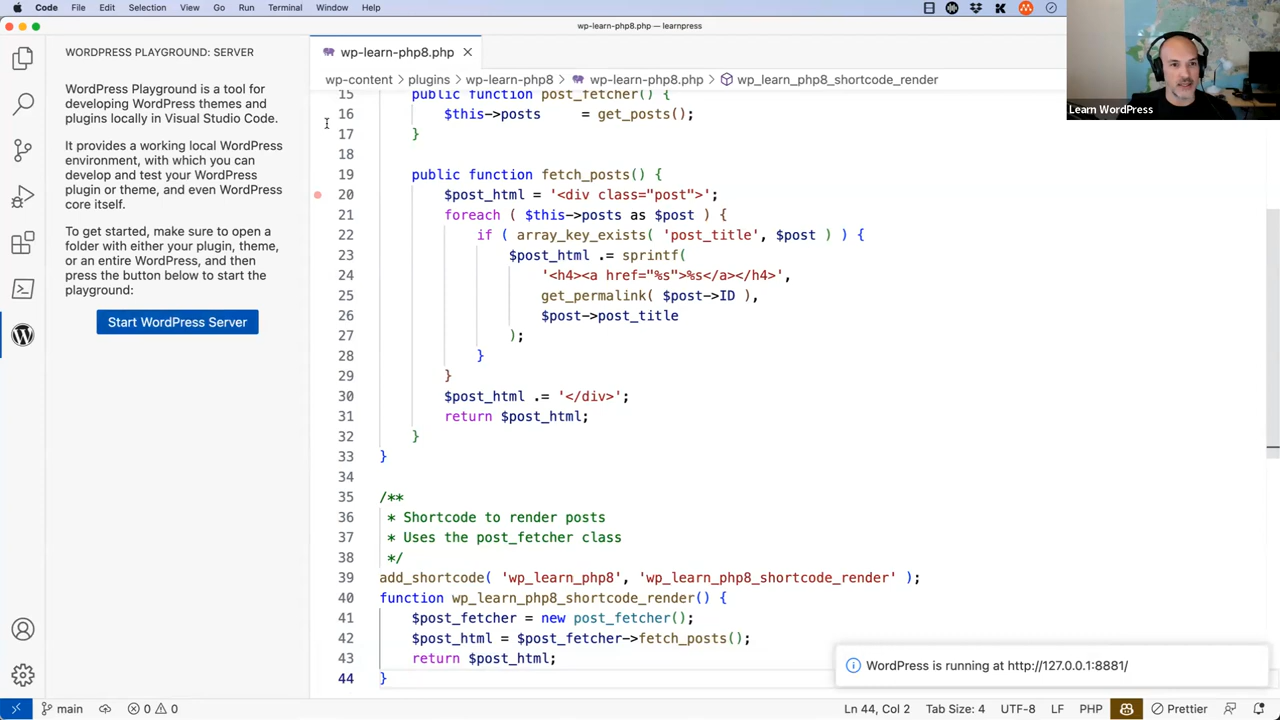 Code File Edit Selection View Go Run Terminal Window Help
wp-learn-php8.php — learnpress
Learn WordPress
WORDPRESS PLAYGROUND: SERVER
WordPress Playground is a tool for
developing WordPress themes and
plugins locally in Visual Studio Code.
It provides a working local WordPress
environment, with which you can
develop and test your WordPress
plugin or theme, and even WordPress
core itself.
To get started, make sure to open a
folder with either your plugin, theme,
or an entire WordPress, and then
press the button below to start the
playground:
Start WordPress Server
wp-learn-php8.php
wp-content > plugins > wp-learn-php8 > wp-learn-php8.php > wp_learn_php8_shortcode_render
15 public function post_fetcher() {
16 $this->posts = get_posts();
17 }
18
19 public function fetch_posts() {
20 $post_html = '<div class="post">';
21 foreach ( $this->posts as $post ) {
22 if ( array_key_exists( 'post_title', $post ) ) {
23 $post_html .= sprintf(
24 '<h4><a href="%s">%s</a></h4>',
25 get_permalink( $post->ID ),
26 $post->post_title
27 );
28 }
29 }
30 $post_html .= '</div>';
31 return $post_html;
32 }
33 }
34
35 /**
36 * Shortcode to render posts
37 * Uses the post_fetcher class
38 */
39 add_shortcode( 'wp_learn_php8', 'wp_learn_php8_shortcode_render' );
40 function wp_learn_php8_shortcode_render() {
41 $post_fetcher = new post_fetcher();
42 $post_html = $post_fetcher->fetch_posts();
43 return $post_html;
44 }
WordPress is running at http://127.0.0.1:8881/
main 0 0 Ln 44, Col 2 Tab Size: 4 UTF-8 LF PHP Prettier